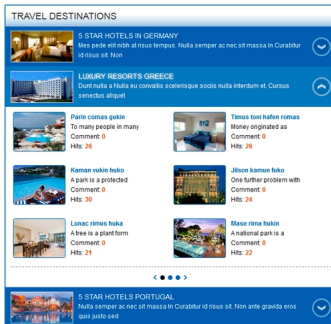 TRAVEL DESTINATIONS
5 STAR HOTELS IN GERMANY
Mes pede elit nibh at risus tempus. Nulla semper ac nec sit massa In Curabitur
id risus sit. Non
LUXURY RESORTS GREECE
Dunt nulla a Nulla eu convallis scelerisque sociis nulla interdum et. Cursus
senectus aliquet
Parin comas gukin
To many people in many
Comment: 0
Hits: 26
Timus toni hafen romas
Money originated as
Comment: 0
Hits: 26
Kaman vukin huko
A park is a protected
Comment: 0
Hits: 30
Jilson kamun fuko
One further problem with
Comment: 0
Hits: 24
Lunac rimus huka
A tree is a plant form
Comment: 0
Hits: 21
Mase rima hukin
A national park is a
Comment: 0
Hits: 22
5 STAR HOTELS PORTUGAL
Nulla semper ac nec sit massa In Curabitur id risus sit. Non ante gravida eros
quis justo sed